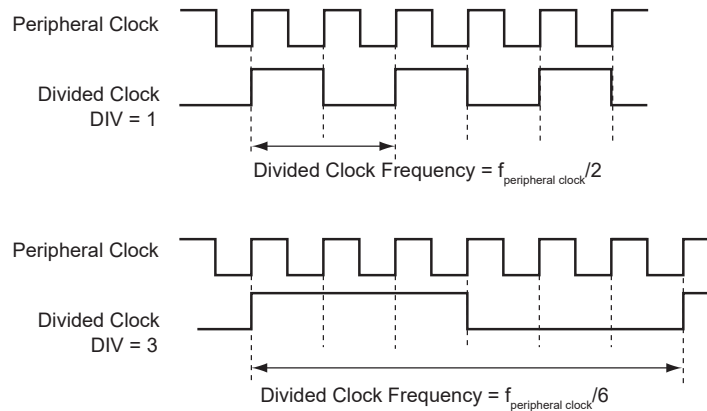 Peripheral Clock
Divided Clock
DIV = 1
Divided Clock Frequency = fperipheral clock/2
Peripheral Clock
Divided Clock
DIV = 3
Divided Clock Frequency = fperipheral clock/6